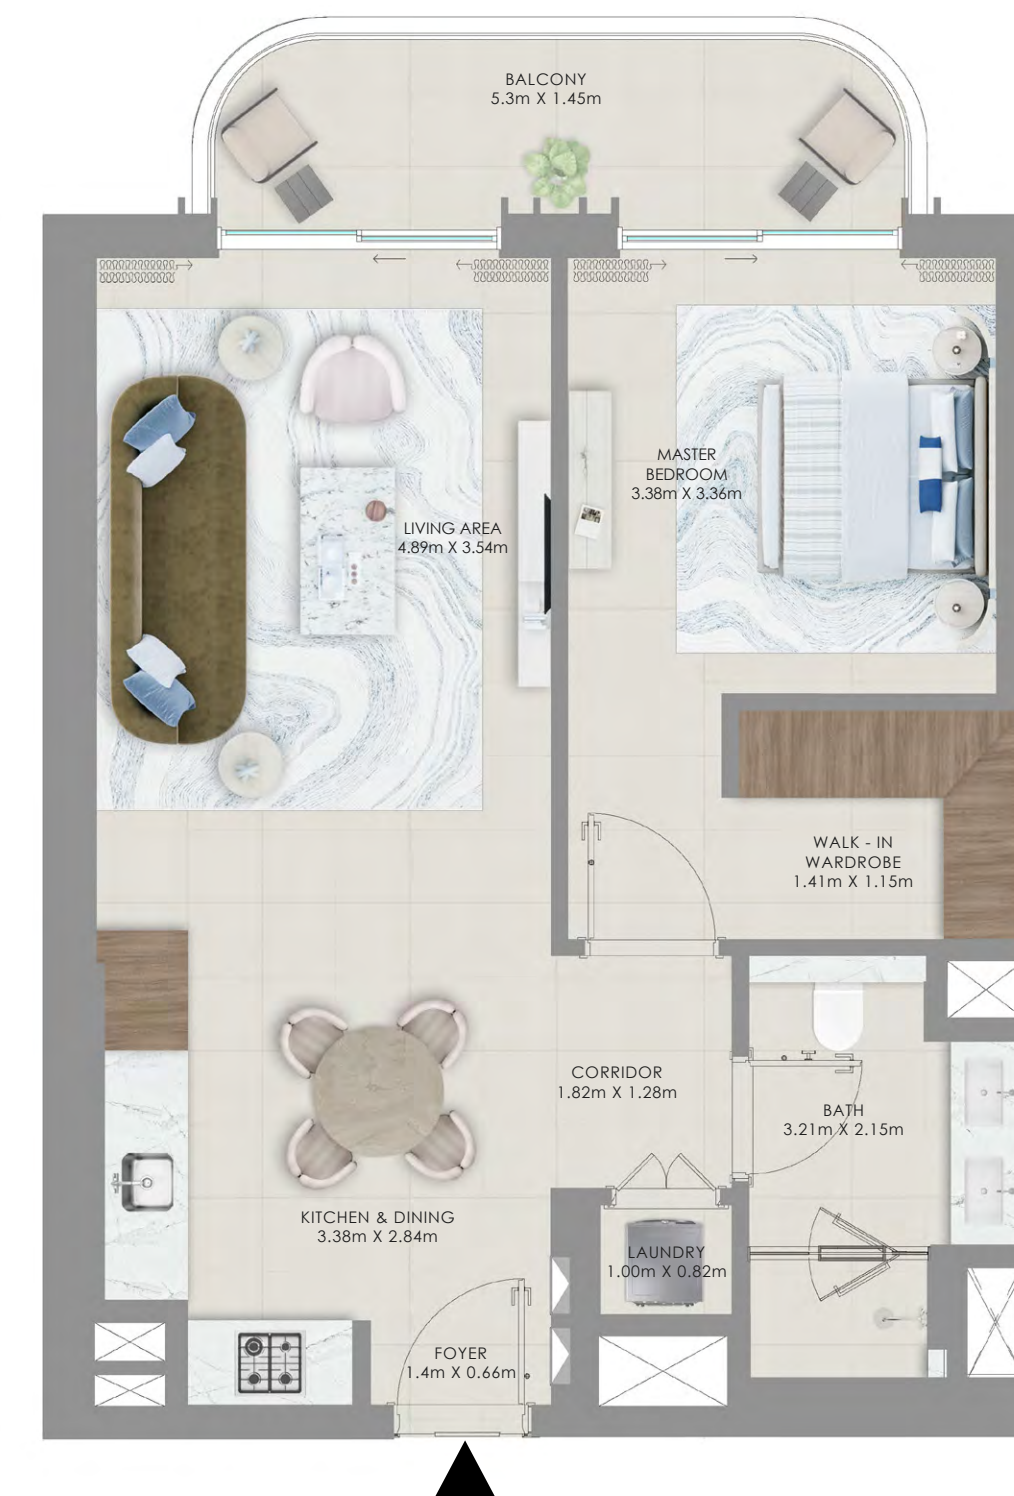 BALCONY
5.3m X 1.45m
MASTER
BEDROOM
3.38m X 3.36m
LIVING AREA
4.89m X 3.54m
WALK - IN
WARDROBE
1.41m X 1.15m
CORRIDOR
1.82m X 1.28m
BATH
3.21m X 2.15m
KITCHEN & DINING
3.38m X 2.84m
LAUNDRY
1.00m X 0.82m
FOYER
1.4m X 0.66m